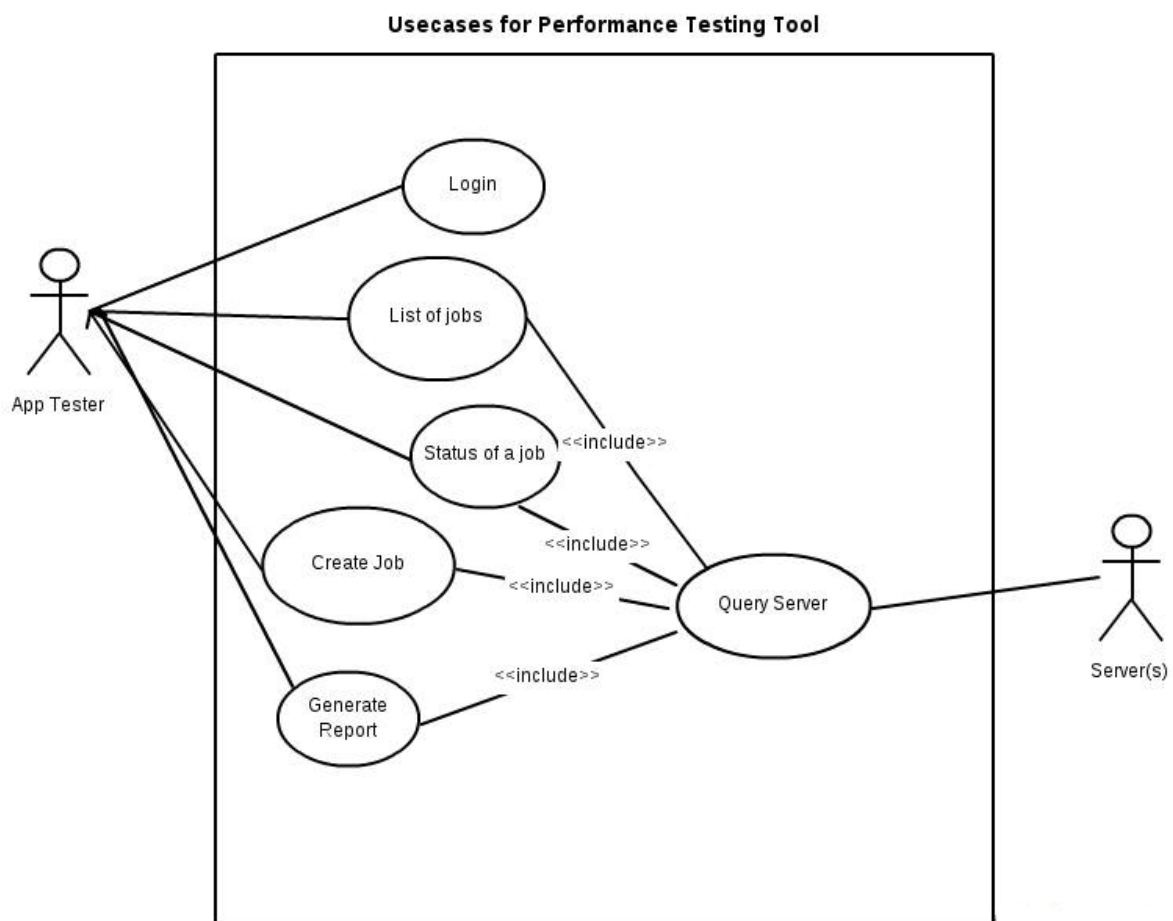 Usecases for Performance Testing Tool
Login
List of jobs
App Tester
Status of a job
<<include>>
<<include>>
Create Job
<<include>>
Query Server
<<include>>
Server(s)
Generate
Report